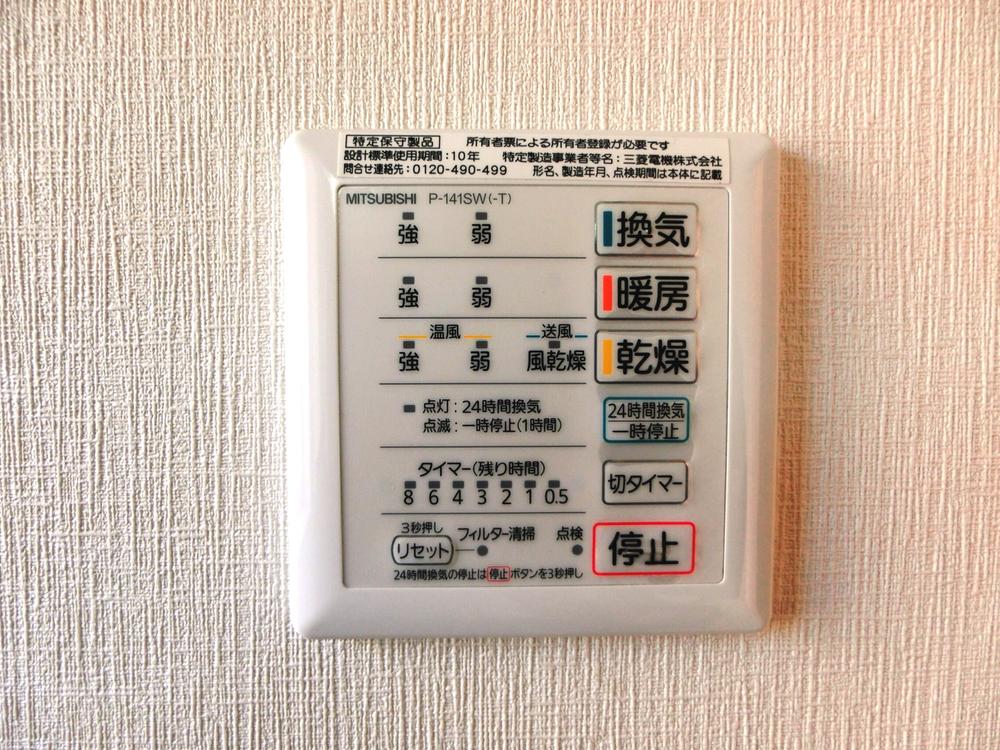 特定保守製品 所有者票による所有者登録が必要です
設計標準使用期間:10年 特定製造事業者等名:三菱電機株式会社
問合せ連絡先:0120-490-499 形名、製造年月、点検期間は本体に記載
MITSUBISHI P-141SW(-T)
強 弱 換気
強 弱 暖房
温風 送風
強 弱 風乾燥 乾燥
点灯:24時間換気
点滅:一時停止(1時間)
24時間換気
一時停止
タイマー(残り時間)
8 6 4 3 2 1 0.5
切タイマー
3秒押し
リセット フィルター清掃 点検
停止
24時間換気の停止は停止ボタンを3秒押し